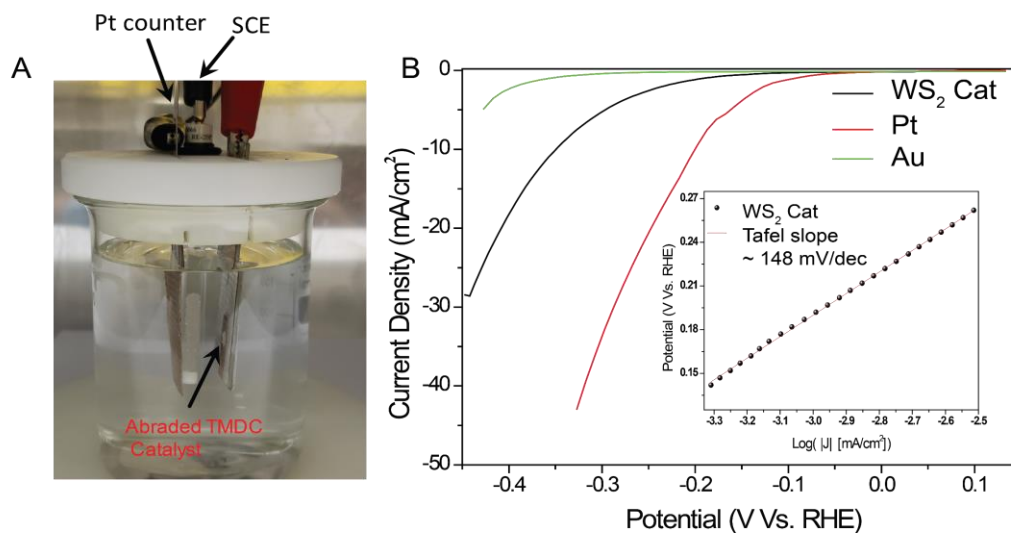 Pt counter
SCE
A
Abraded TMDC
Catalyst
B
WS2 Cat
Pt
Au
Current Density (mA/cm²)
0
-10
-20
-30
-40
-50
-0.4
-0.3
-0.2
-0.1
0.0
0.1
Potential (V Vs. RHE)
WS2 Cat
Tafel slope
~ 148 mV/dec
Potential (V Vs. RHE)
0.27
0.24
0.21
0.18
0.15
-3.3
-3.2
-3.1
-3.0
-2.9
-2.8
-2.7
-2.6
-2.5
Log( |J| [mA/cm²])